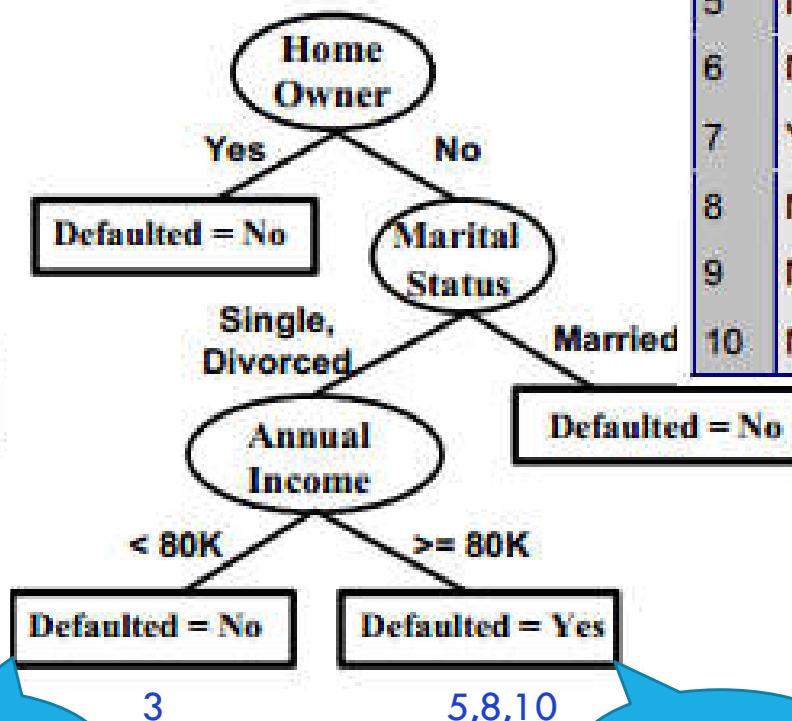 Home
Owner
5
6
7
8
9
10
Yes
No
Defaulted = No
Marital
Status
Single,
Divorced
Married
Defaulted = No
Annual
Income
< 80K
>= 80K
Defaulted = No
Defaulted = Yes
3
5,8,10